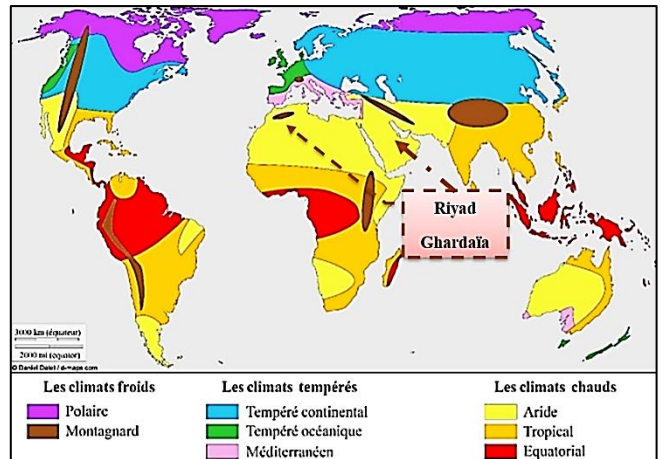 Riyad
Ghardaïa
3000 km (équateur)
2000 mi (equator)
© Daniel Dalet / d-maps.com
Les climats froids
Polaire
Montagnard
Les climats tempérés
Tempéré continental
Tempéré océanique
Méditerranéen
Les climats chauds
Aride
Tropical
Equatorial